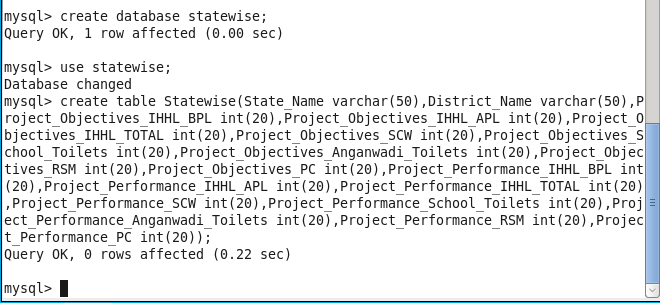 mysql> create database statewise;
Query OK, 1 row affected (0.00 sec)

mysql> use statewise;
Database changed
mysql> create table Statewise(State_Name varchar(50),District_Name varchar(50),P
roject_Objectives_IHHL_BPL int(20),Project_Objectives_IHHL_APL int(20),Project_O
bjectives_IHHL_TOTAL int(20),Project_Objectives_SCW int(20),Project_Objectives_S
chool_Toilets int(20),Project_Objectives_Anganwadi_Toilets int(20),Project_Objec
tives_RSM int(20),Project_Objectives_PC int(20),Project_Performance_IHHL_BPL int
(20),Project_Performance_IHHL_APL int(20),Project_Performance_IHHL_TOTAL int(20)
,Project_Performance_SCW int(20),Project_Performance_School_Toilets int(20),Proj
ect_Performance_Anganwadi_Toilets int(20),Project_Performance_RSM int(20),Projec
t_Performance_PC int(20));
Query OK, 0 rows affected (0.22 sec)

mysql>